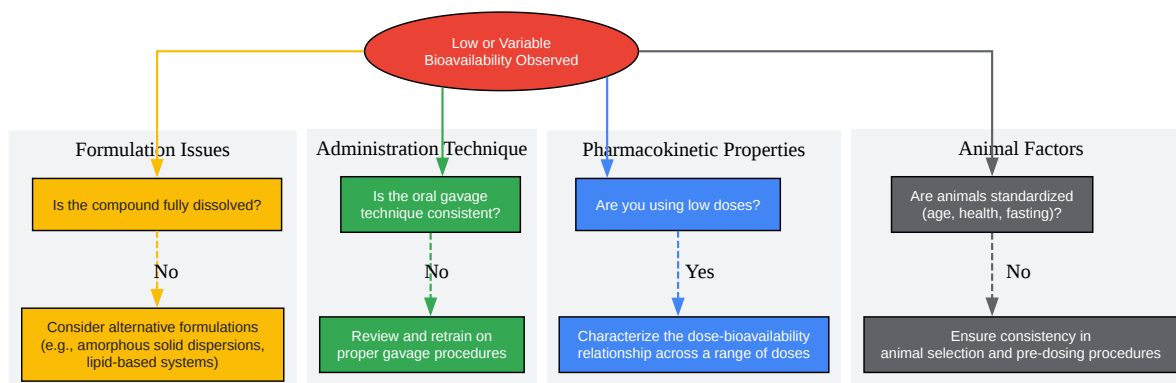 Low or Variable
Bioavailability Observed
Formulation Issues
Is the compound fully dissolved?
No
Consider alternative formulations
(e.g., amorphous solid dispersions,
lipid-based systems)
Administration Technique
Is the oral gavage
technique consistent?
No
Review and retrain on
proper gavage procedures
Pharmacokinetic Properties
Are you using low doses?
Yes
Characterize the dose-bioavailability
relationship across a range of doses
Animal Factors
Are animals standardized
(age, health, fasting)?
No
Ensure consistency in
animal selection and pre-dosing procedures